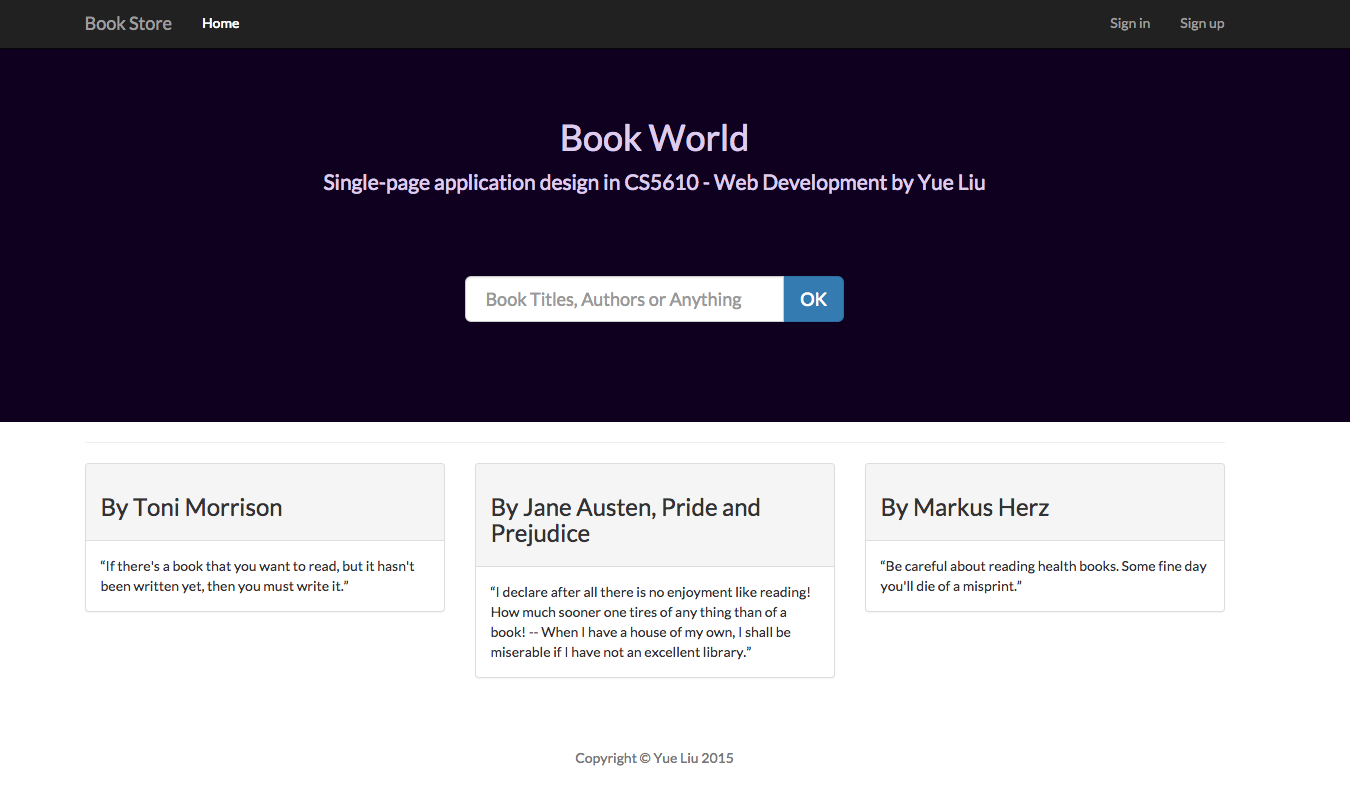 Book Store Home Sign in Sign up
Book World
Single-page application design in CS5610 - Web Development by Yue Liu
Book Titles, Authors or Anything OK
By Toni Morrison
“If there's a book that you want to read, but it hasn't
been written yet, then you must write it.”
By Jane Austen, Pride and
Prejudice
“I declare after all there is no enjoyment like reading!
How much sooner one tires of any thing than of a
book! -- When I have a house of my own, I shall be
miserable if I have not an excellent library.”
By Markus Herz
“Be careful about reading health books. Some fine day
you'll die of a misprint.”
Copyright © Yue Liu 2015